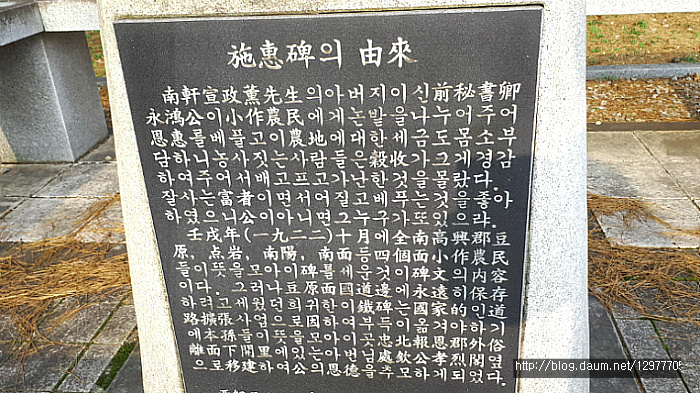 施惠碑의 由來
南軒宣政薰先生의아버지이신前秘書卿
永鴻公이小作農民에게는밭을나누어주어
恩惠를베플고이農地에대한세금도몸소부
담하니농사짓는사람들은穀收가크게경감
하여주어서배고프고가난한것을몰랐다.
잘사는富者이면서어질고베푸는것을좋아
하였으니公이아니면그누구가또있으랴.
壬戌年(一九二二)十月에全南高興郡豆
原,点岩,南陽,南面등四個面小作農民
들이뜻을모아이碑를세운것이碑文의内容
이다. 그러나豆原面國道邊에永遠히保存
하려고세웠던희귀한이鐵碑는國家的인道
路擴張사업으로因하여부득이옮겨야하기
에本孫들이뜻을모아이곳忠北報恩郡外俗
離面下開里에있는아번님處欽公孝烈閣옆
으로移建하여公의恩德을추모하게되었다.
http://blog.daum.net/1297770